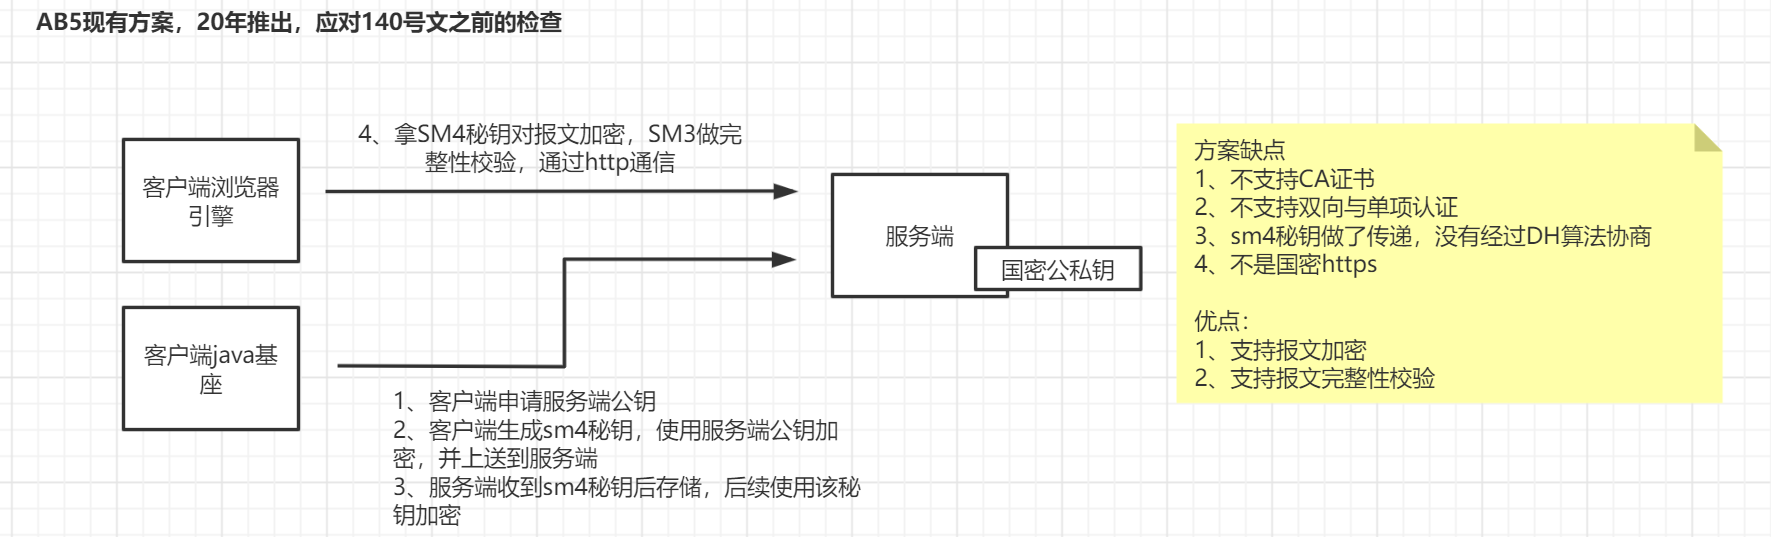 AB5现有方案，20年推出，应对140号文之前的检查
4、拿SM4秘钥对报文加密，SM3做完
整性校验，通过http通信
客户端浏览器
引擎
服务端
国密公私钥
客户端java基
座
1、客户端申请服务端公钥
2、客户端生成sm4秘钥，使用服务端公钥加
密，并上送到服务端
3、服务端收到sm4秘钥后存储，后续使用该秘
钥加密
方案缺点
1、不支持CA证书
2、不支持双向与单项认证
3、sm4秘钥做了传递，没有经过DH算法协商
4、不是国密https
优点：
1、支持报文加密
2、支持报文完整性校验